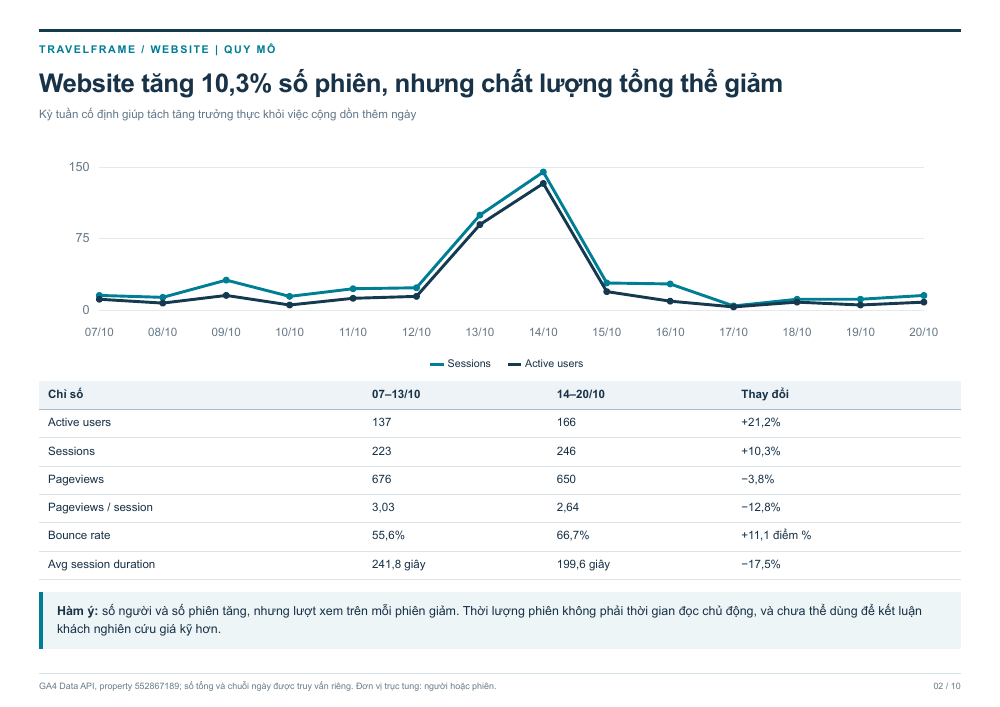 TRAVELFRAME / WEBSITE | QUY MÔ
Website tăng 10,3% số phiên, nhưng chất lượng tổng thể giảm
Kỳ tuần cố định giúp tách tăng trưởng thực khỏi việc cộng dồn thêm ngày
150
75
0
07/10 08/10 09/10 10/10 11/10 12/10 13/10 14/10 15/10 16/10 17/10 18/10 19/10 20/10
Sessions Active users
Chỉ số 07–13/10 14–20/10 Thay đổi
Active users 137 166 +21,2%
Sessions 223 246 +10,3%
Pageviews 676 650 −3,8%
Pageviews / session 3,03 2,64 −12,8%
Bounce rate 55,6% 66,7% +11,1 điểm %
Avg session duration 241,8 giây 199,6 giây −17,5%
Hàm ý: số người và số phiên tăng, nhưng lượt xem trên mỗi phiên giảm. Thời lượng phiên không phải thời gian đọc chủ động, và chưa thể dùng để kết luận
khách nghiên cứu giá kỹ hơn.
GA4 Data API, property 552867189; số tổng và chuỗi ngày được truy vấn riêng. Đơn vị trục tung: người hoặc phiên.
02 / 10